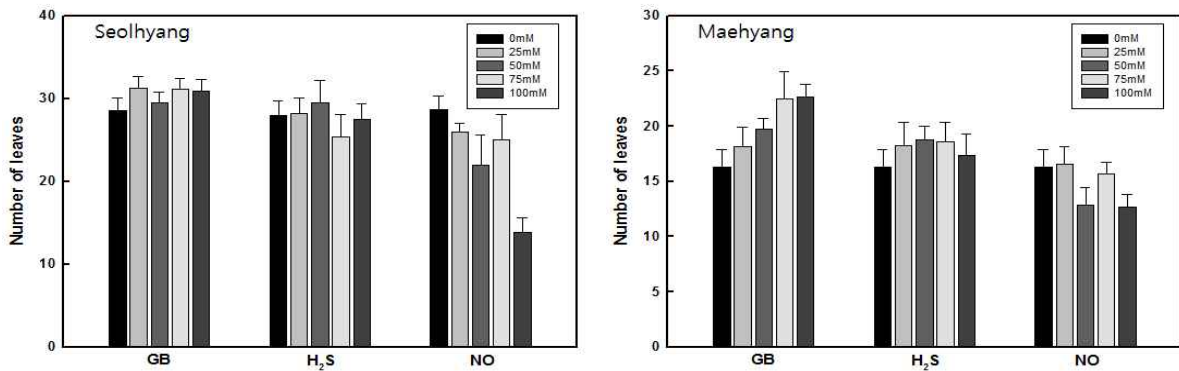 Seolhyang
0mM
25mM
50mM
75mM
100mM
40
30
20
10
0
Number of leaves
GB
H₂S
NO
Maehyang
0mM
25mM
50mM
75mM
100mM
30
25
20
15
10
5
0
Number of leaves
GB
H₂S
NO